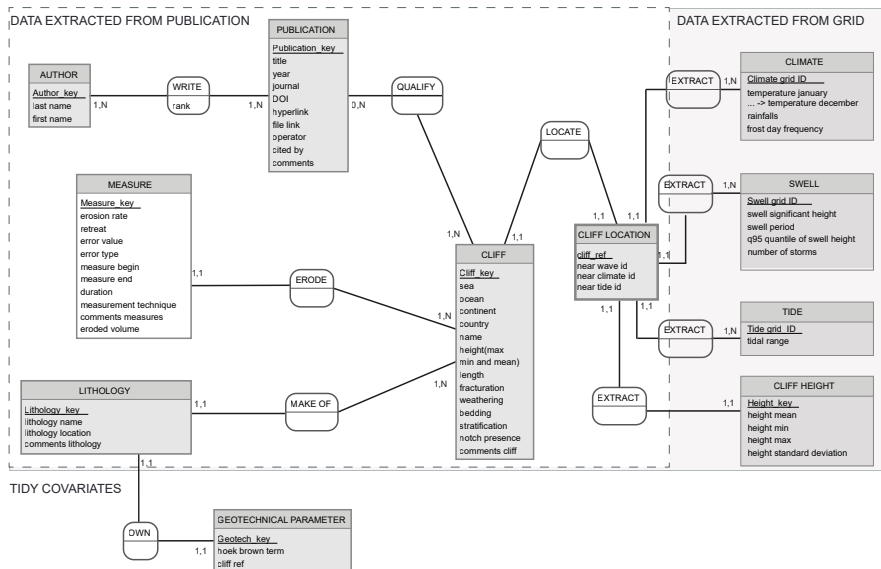 DATA EXTRACTED FROM PUBLICATION
DATA EXTRACTED FROM GRID
PUBLICATION
Publication_key
title
year
journal
DOI
hyperlink
file link
operator
cited by
comments
AUTHOR
Author_key
last name
first name
1,N
WRITE
rank
1,N
0,N
QUALIFY
1,N
LOCATE
1,1
1,1
1,1
EXTRACT
1,N
CLIMATE
Climate grid ID
temperature january
... -> temperature december
rainfalls
frost day frequency
MEASURE
Measure_key
erosion rate
retreat
error value
error type
measure begin
measure end
duration
measurement technique
comments measures
eroded volume
1,1
ERODE
1,N
CLIFF
Cliff_key
sea
ocean
continent
country
name
height(max
min and mean)
length
fracturation
weathering
bedding
stratification
notch presence
comments cliff
CLIFF LOCATION
cliff_ref
near wave id
near climate id
near tide id
1,1
EXTRACT
1,N
SWELL
Swell grid ID
swell significant height
swell period
q95 quantile of swell height
number of storms
1,1
1,1
EXTRACT
1,N
TIDE
Tide grid_ID
tidal range
EXTRACT
1,1
CLIFF HEIGHT
Height_key
height mean
height min
height max
height standard deviation
LITHOLOGY
Lithology_key
lithology name
lithology location
comments lithology
1,1
MAKE OF
1,N
1,1
TIDY COVARIATES
OWN
1,1
GEOTECHNICAL PARAMETER
Geotech_key
hoek brown term
cliff ref